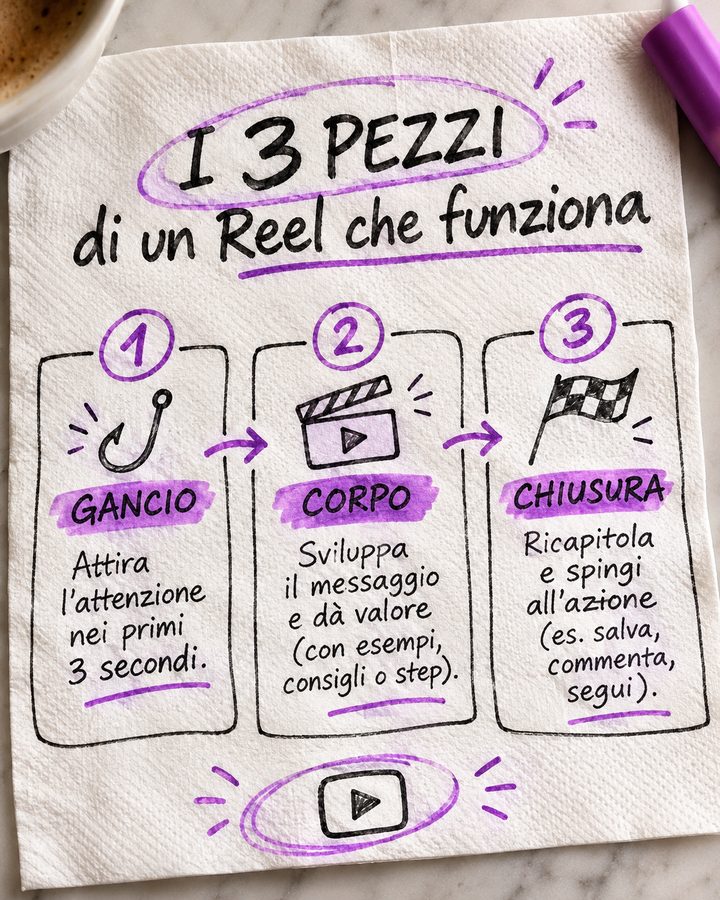 I 3 PEZZI
di un Reel che funziona
1
GANCIO
Attira
l'attenzione
nei primi
3 secondi.
2
CORPO
Sviluppa
il messaggio
e dà valore
(con esempi,
consigli o step).
3
CHIUSURA
Ricapitola
e spingi
all'azione
(es. salva,
commenta,
segui).